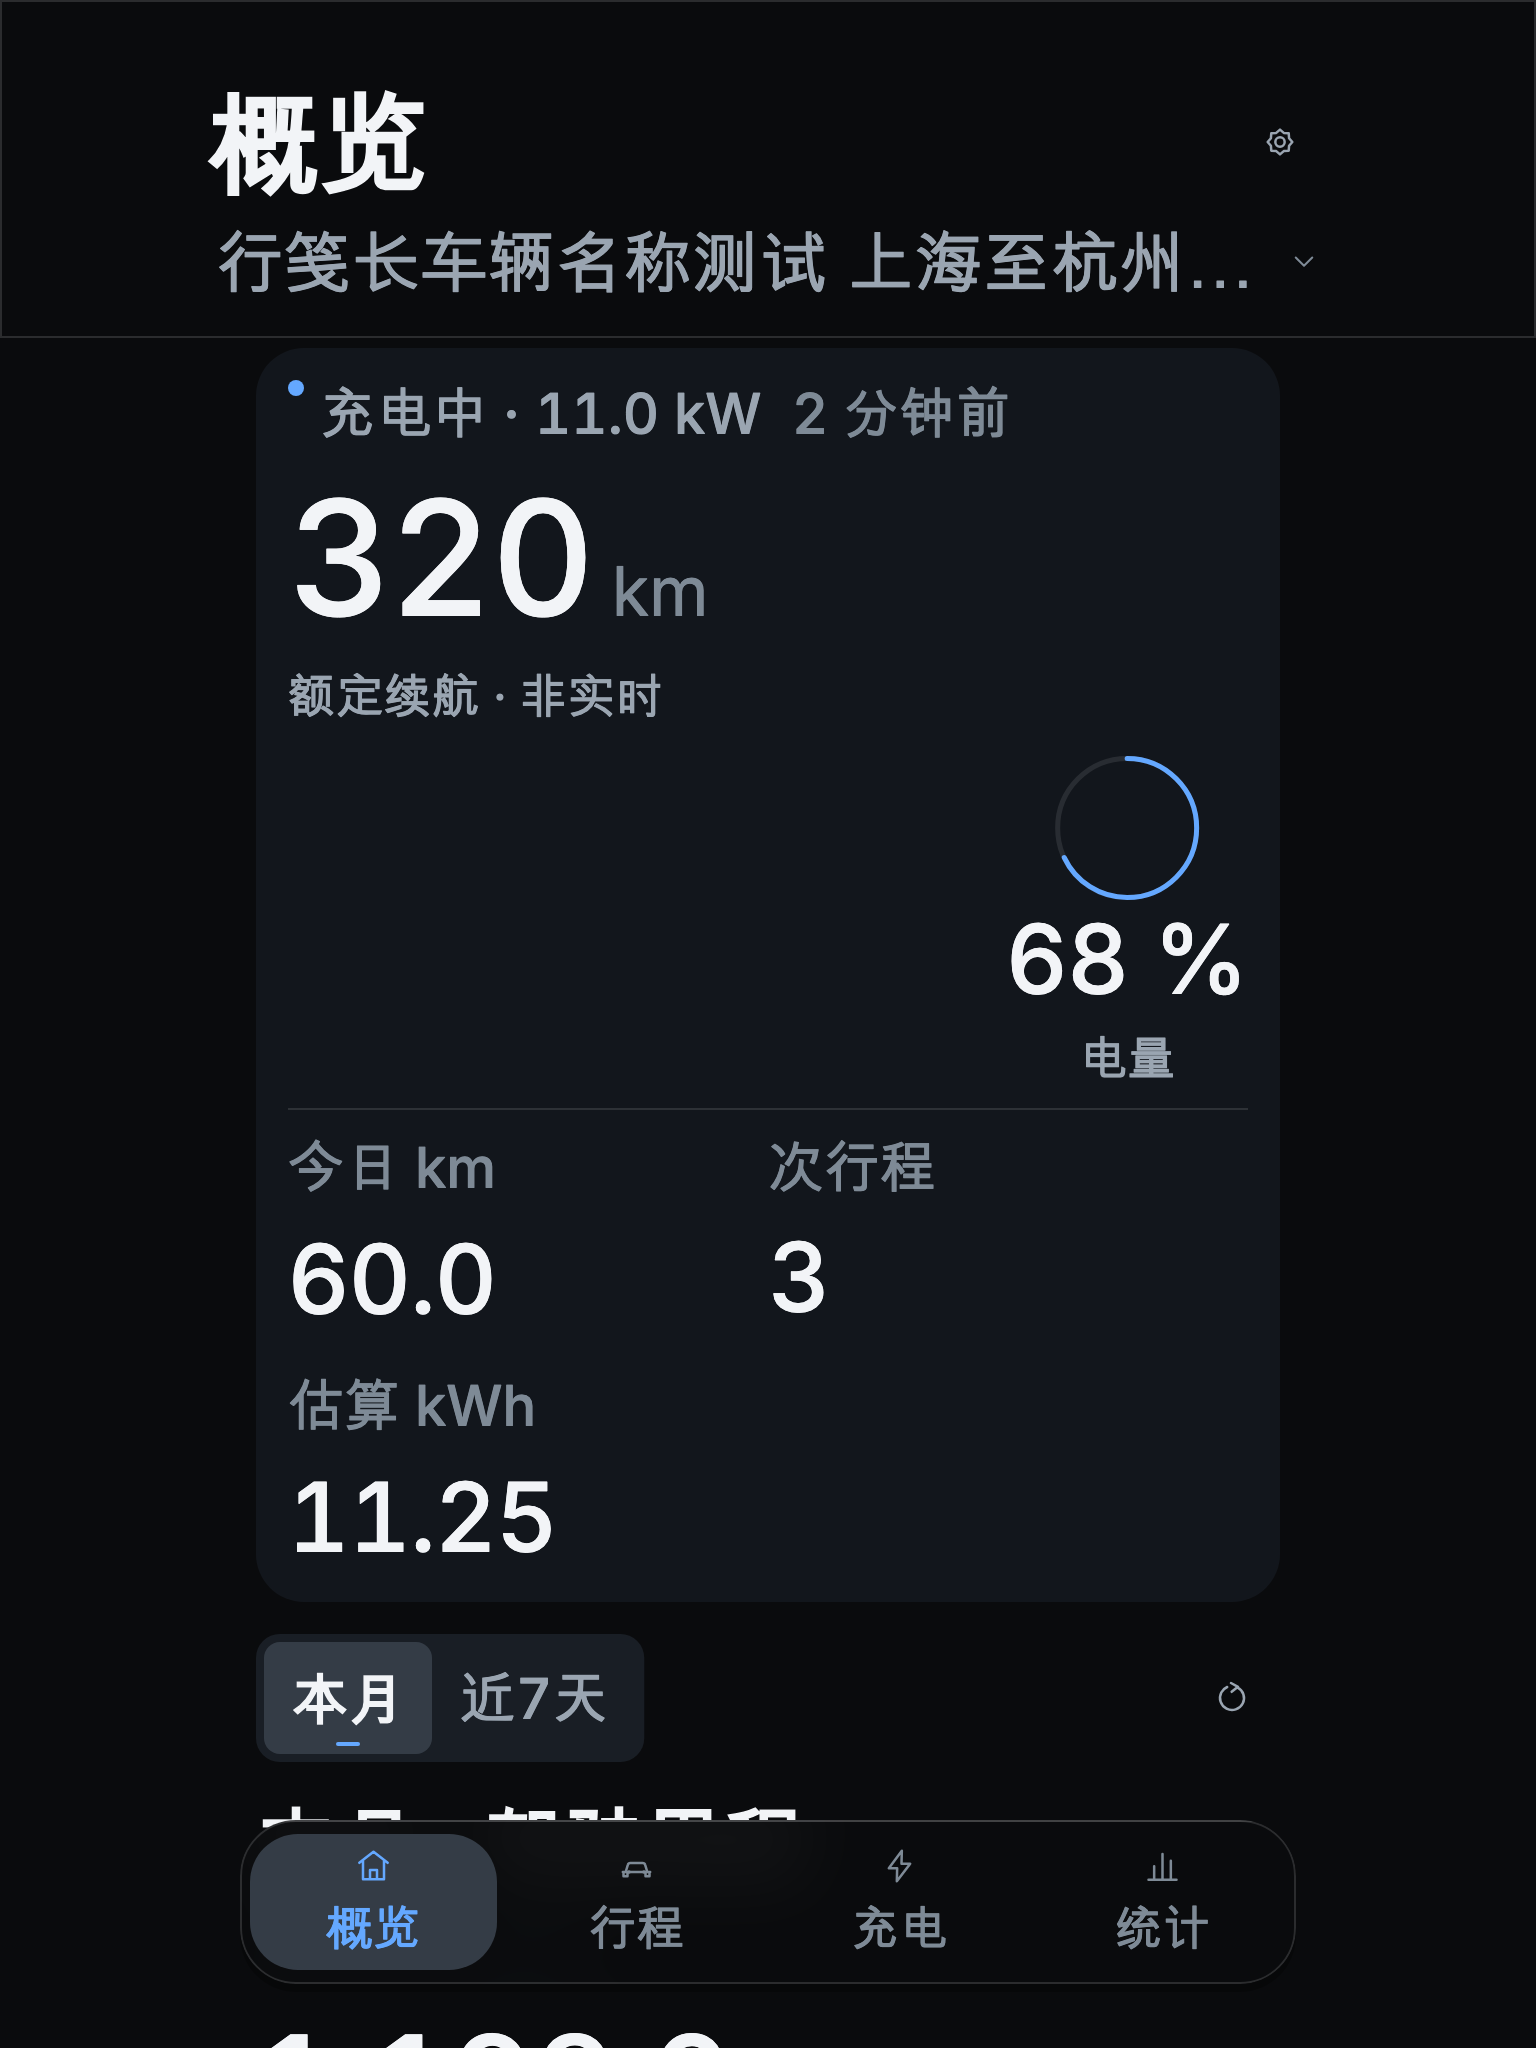 概览
行笺长车辆名称测试 上海至杭州...
充电中 · 11.0 kW 2 分钟前
320 km
额定续航 · 非实时
68 %
电量
今日 km 次行程
60.0 3
估算 kWh
11.25
本月 近7天
概览 行程 充电 统计